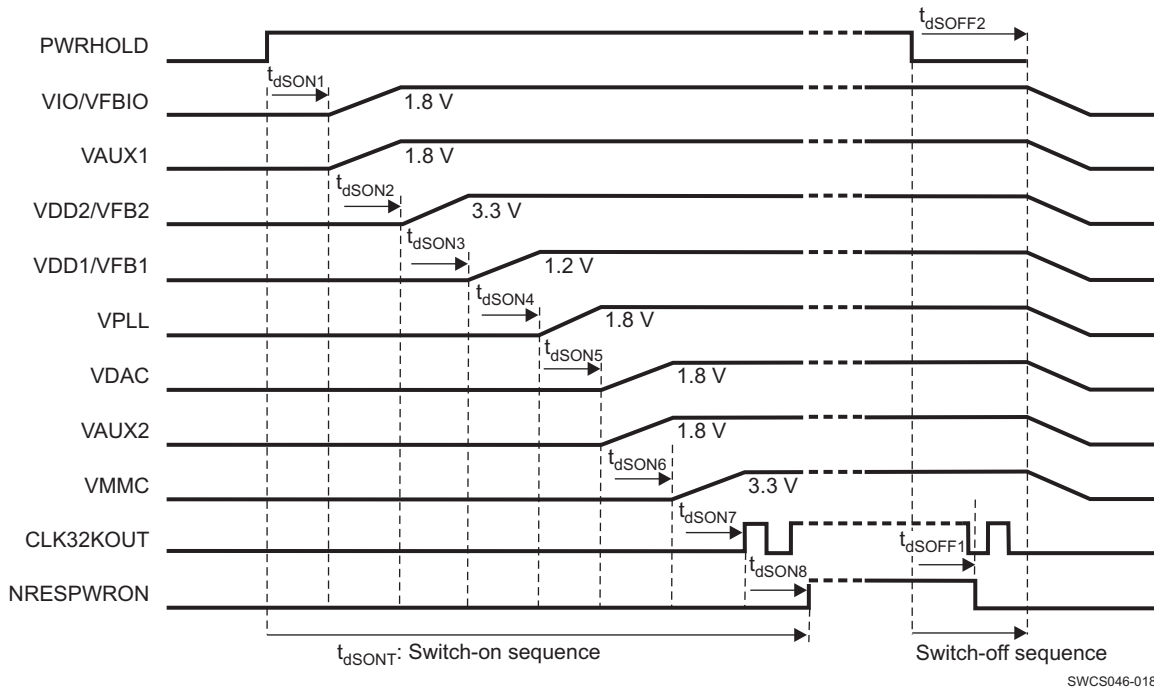 PWRHOLD
tdSOFF2
tdSON1
VIO/VFBIO
1.8 V
VAUX1
1.8 V
tdSON2
VDD2/VFB2
3.3 V
tdSON3
VDD1/VFB1
1.2 V
tdSON4
VPLL
1.8 V
tdSON5
VDAC
1.8 V
VAUX2
1.8 V
tdSON6
VMMC
3.3 V
tdSON7
CLK32KOUT
tdSOFF1
tdSON8
NRESPWRON
tdSONT: Switch-on sequence
Switch-off sequence
SWCS046-018